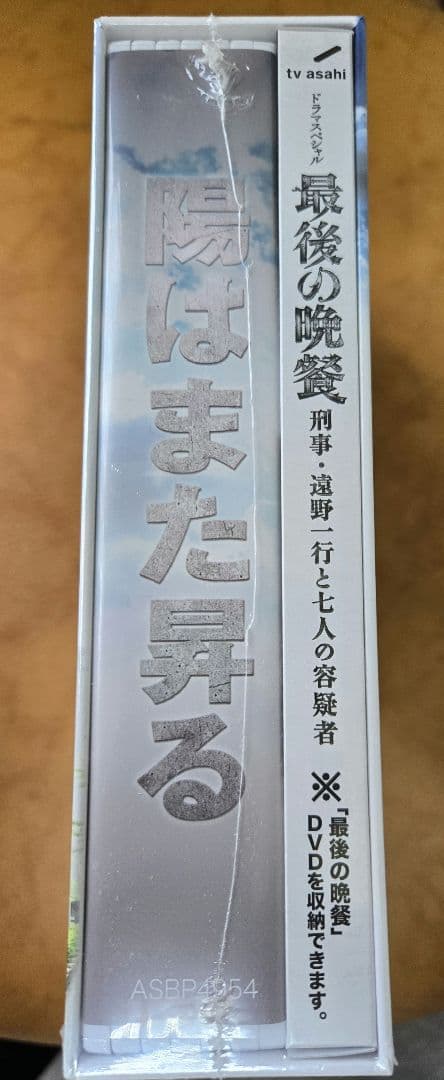 陽はまた昇る
ASBP4954
tv asahi
ドラマスペシャル
最後の晩餐
刑事・遠野一行と七人の容疑者
※「最後の晩餐」
DVDを収納できます。